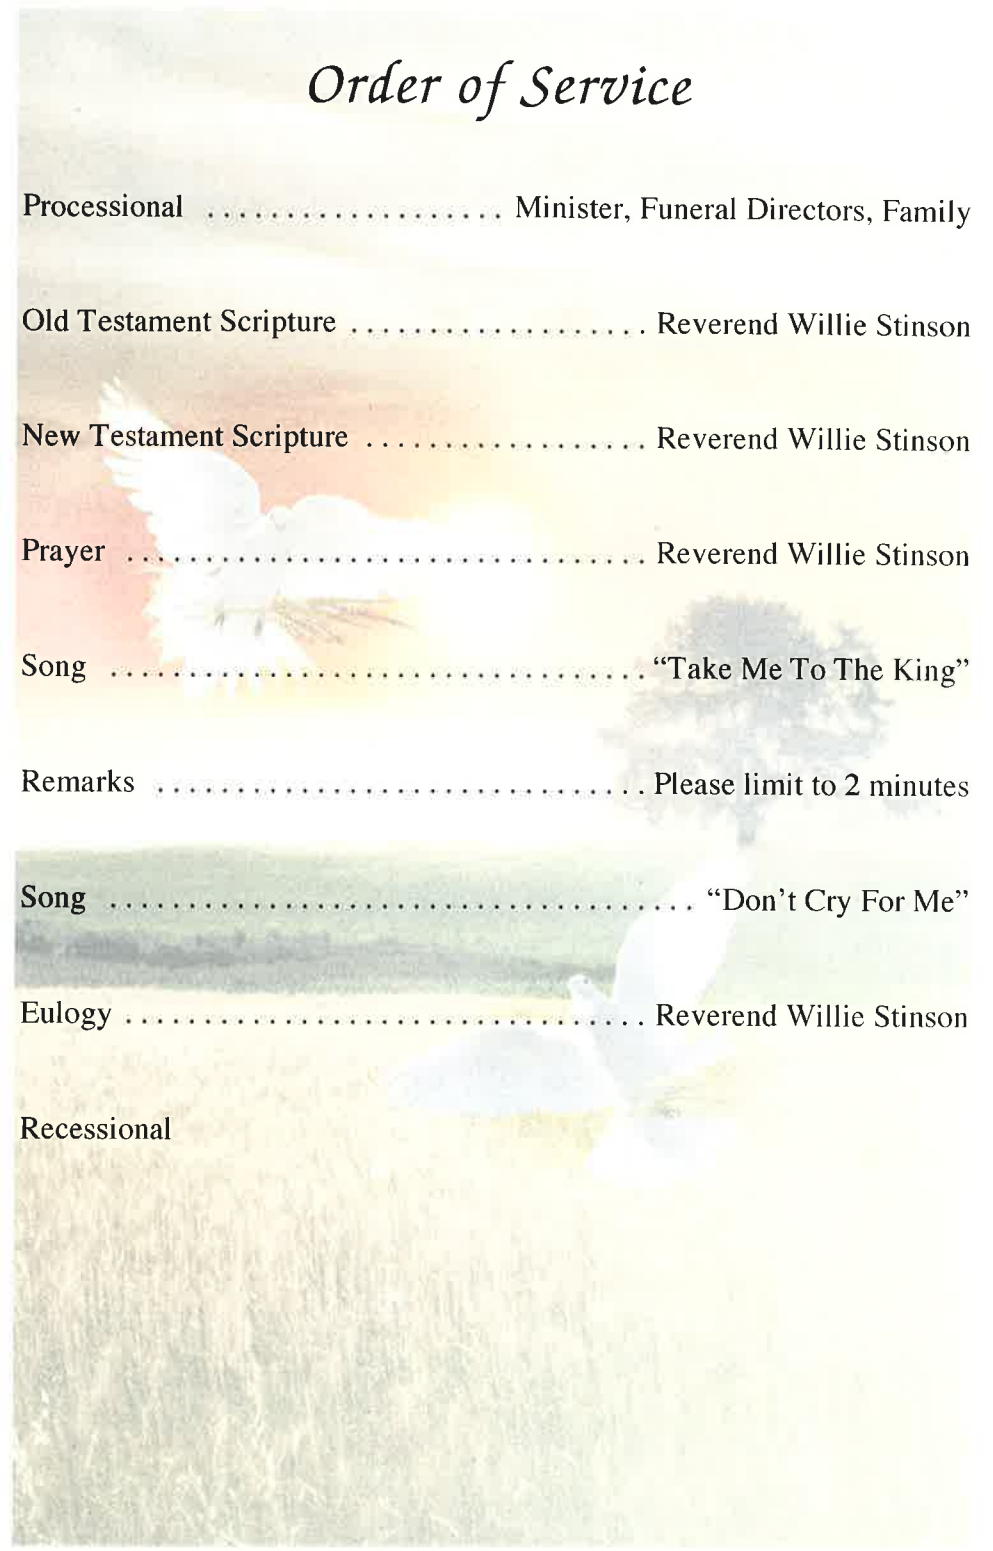 Order of Service
Processional . . . . . . . . . . . . . . . . . . . Minister, Funeral Directors, Family
Old Testament Scripture . . . . . . . . . . . . . . . . . . . Reverend Willie Stinson
New Testament Scripture . . . . . . . . . . . . . . . . . . Reverend Willie Stinson
Prayer . . . . . . . . . . . . . . . . . . . . . . . . . . . . . . . . . Reverend Willie Stinson
Song . . . . . . . . . . . . . . . . . . . . . . . . . . . . . . . . . . “Take Me To The King”
Remarks . . . . . . . . . . . . . . . . . . . . . . . . . . . . . . . Please limit to 2 minutes
Song . . . . . . . . . . . . . . . . . . . . . . . . . . . . . . . . . . . . . “Don’t Cry For Me”
Eulogy . . . . . . . . . . . . . . . . . . . . . . . . . . . . . . . . . Reverend Willie Stinson
Recessional